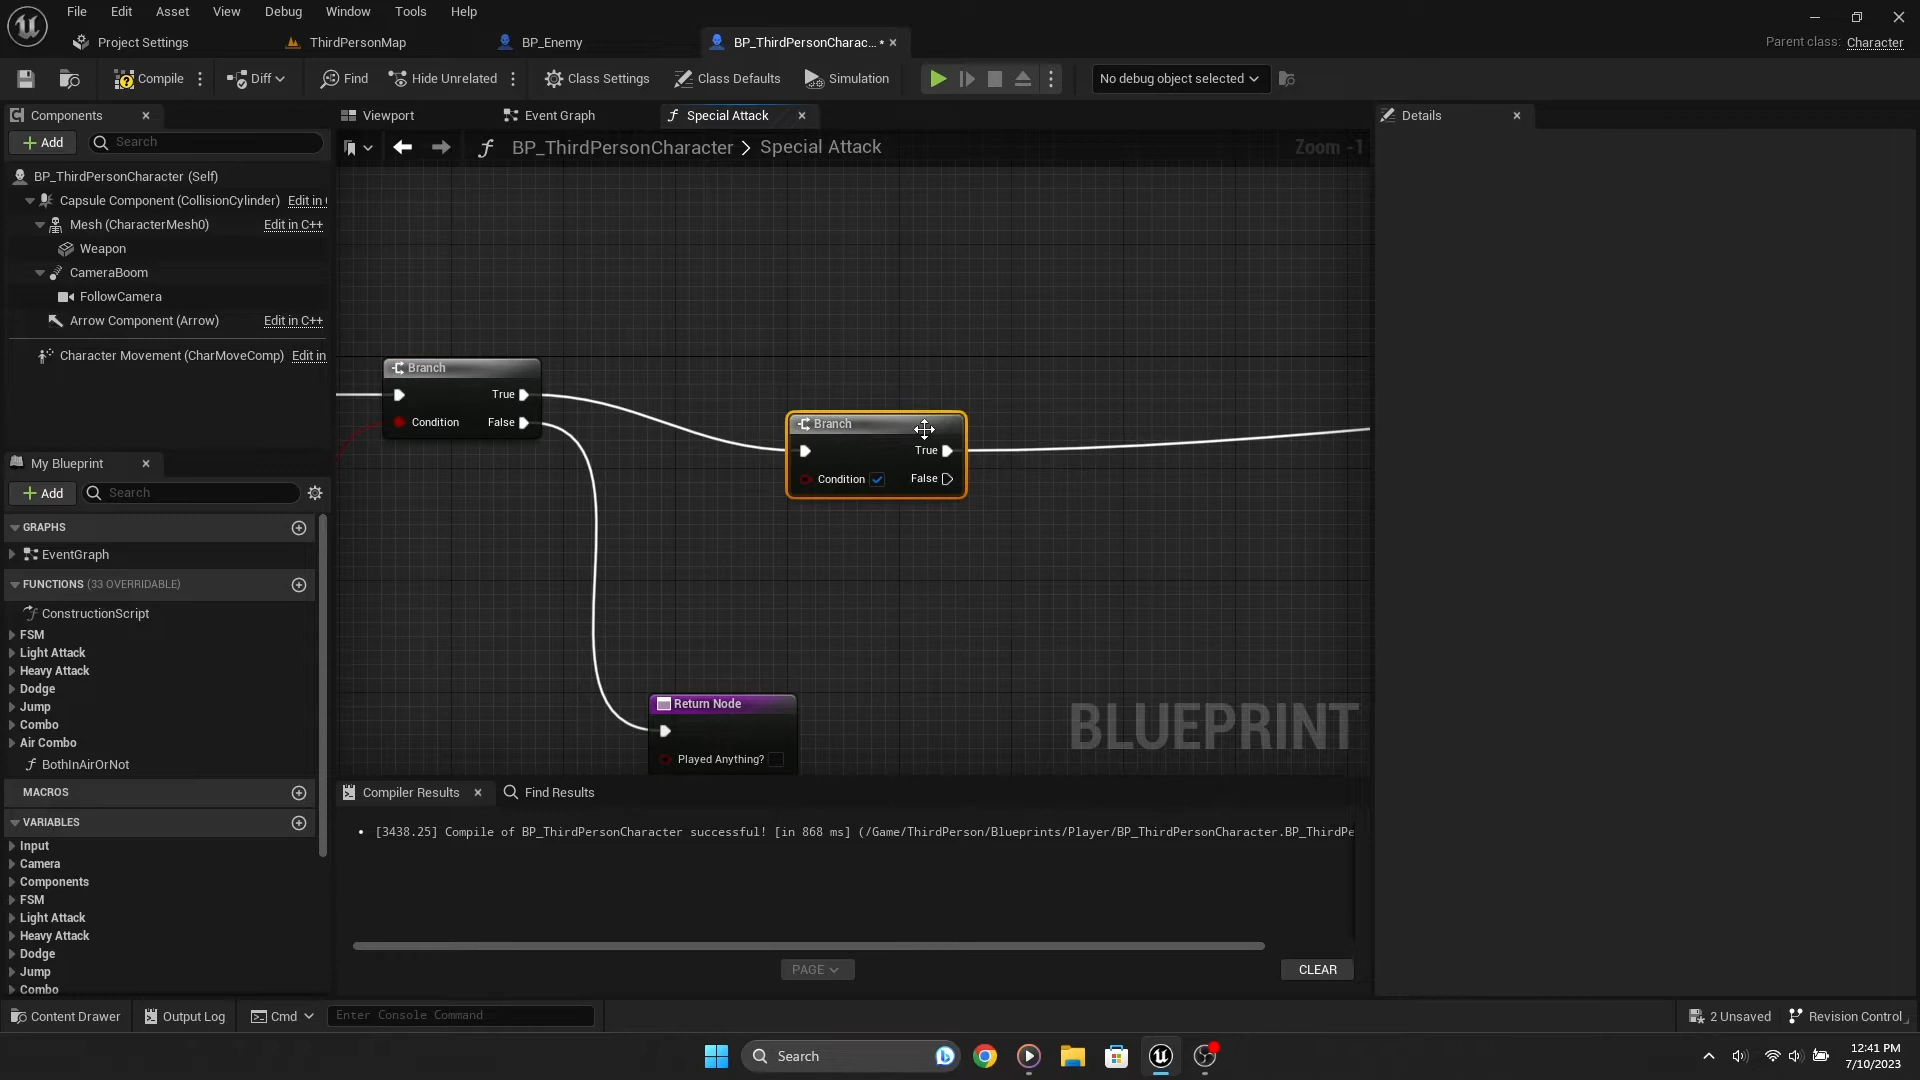 File Edit Asset View Debug Window Tools Help
Project Settings ThirdPersonMap BP_Enemy BP_ThirdPersonCharac... • Parent class: Character
Compile Diff Find Hide Unrelated Class Settings Class Defaults Simulation No debug object selected
Components
Add Search
BP_ThirdPersonCharacter (Self)
Capsule Component (CollisionCylinder) Edit in
Mesh (CharacterMesh0) Edit in C++
Weapon
CameraBoom
FollowCamera
Arrow Component (Arrow) Edit in C++
Character Movement (CharMoveComp) Edit in
My Blueprint
Add Search
GRAPHS
EventGraph
FUNCTIONS (33 OVERRIDABLE)
ConstructionScript
FSM
Light Attack
Heavy Attack
Dodge
Jump
Combo
Air Combo
BothInAirOrNot
MACROS
VARIABLES
Input
Camera
Components
FSM
Light Attack
Heavy Attack
Dodge
Jump
Combo
Viewport Event Graph Special Attack
BP_ThirdPersonCharacter > Special Attack Zoom -1
Branch
True
Condition False
Branch
True
Condition False
Return Node
Played Anything?
BLUEPRINT
Compiler Results Find Results
• [3438.25] Compile of BP_ThirdPersonCharacter successful! [in 868 ms] (/Game/ThirdPerson/Blueprints/Player/BP_ThirdPersonCharacter.BP_ThirdPe
PAGE CLEAR
Details
Content Drawer Output Log Cmd Enter Console Command 2 Unsaved Revision Control
Search
12:41 PM
7/10/2023